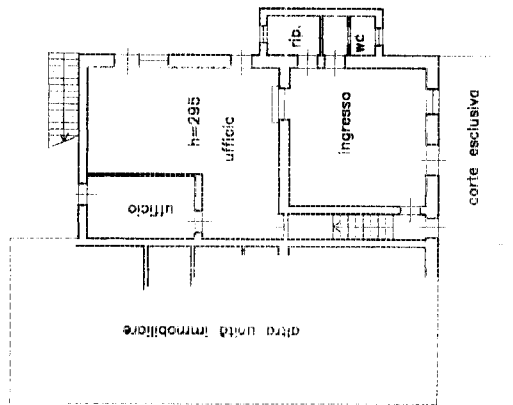 rip.
wc
h=295
ufficio
ingresso
corte esclusiva
ufficio
altra unità immobiliare